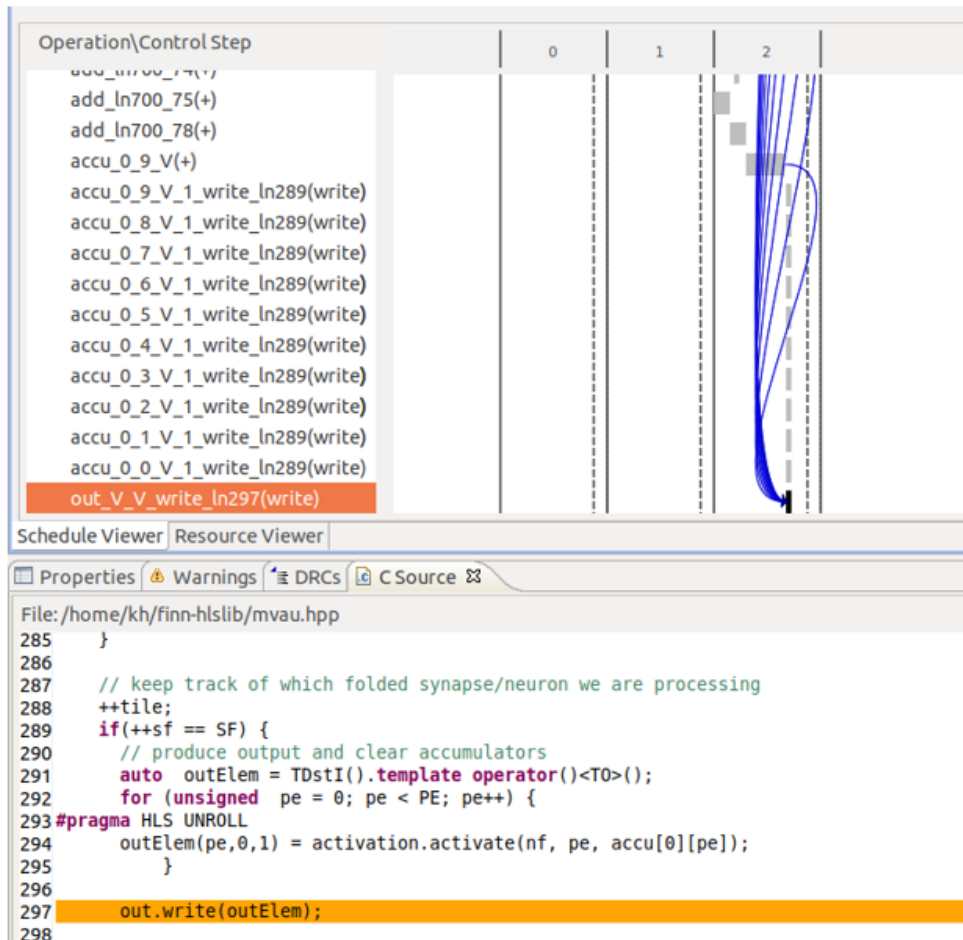 Operation\Control Step
0 1 2
add_ln700_74(+)
add_ln700_75(+)
add_ln700_78(+)
accu_0_9_V(+)
accu_0_9_V_1_write_ln289(write)
accu_0_8_V_1_write_ln289(write)
accu_0_7_V_1_write_ln289(write)
accu_0_6_V_1_write_ln289(write)
accu_0_5_V_1_write_ln289(write)
accu_0_4_V_1_write_ln289(write)
accu_0_3_V_1_write_ln289(write)
accu_0_2_V_1_write_ln289(write)
accu_0_1_V_1_write_ln289(write)
accu_0_0_V_1_write_ln289(write)
out_V_V_write_ln297(write)
Schedule Viewer Resource Viewer
Properties Warnings DRCs C Source
File: /home/kh/finn-hlslib/mvau.hpp
285 }
286
287 // keep track of which folded synapse/neuron we are processing
288 ++tile;
289 if(++sf == SF) {
290 // produce output and clear accumulators
291 auto outElem = TDstI().template operator()<TO>();
292 for (unsigned pe = 0; pe < PE; pe++) {
293 #pragma HLS UNROLL
294 outElem(pe,0,1) = activation.activate(nf, pe, accu[0][pe]);
295 }
296
297 out.write(outElem);
298